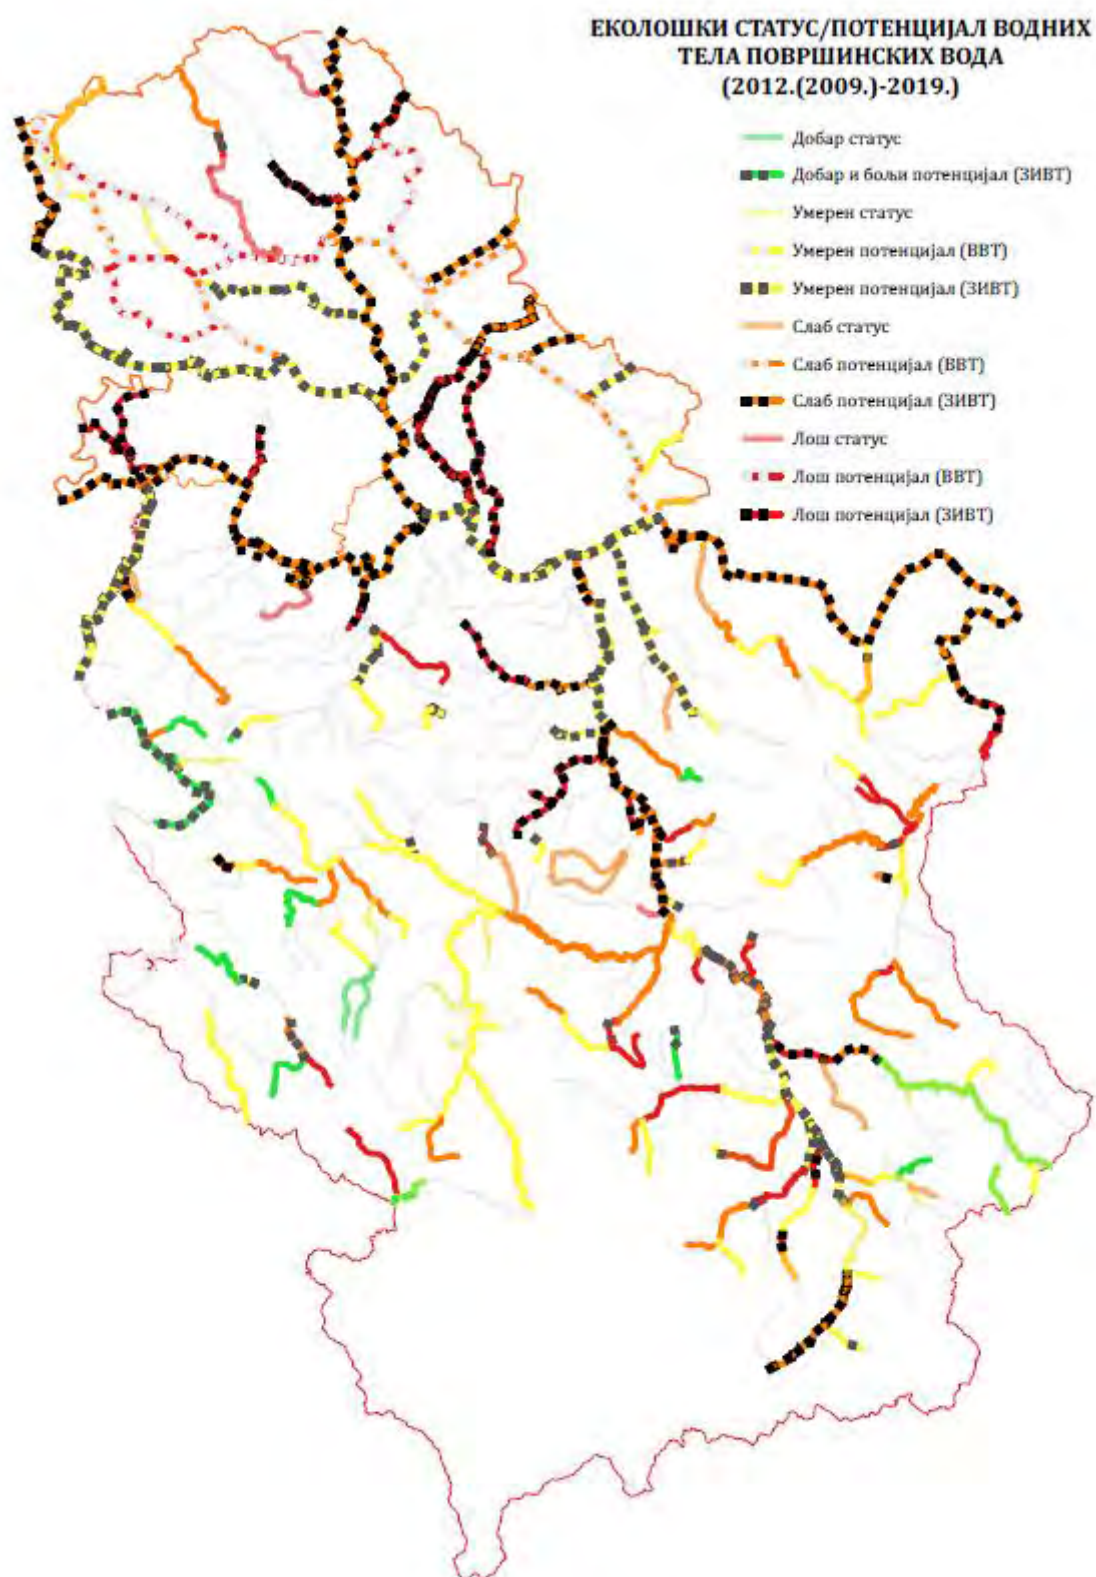 ЕКОЛОШКИ СТАТУС/ПОТЕНЦИЈАЛ ВОДНИХ
ТЕЛА ПОВРШИНСКИХ ВОДА
(2012.(2009.)-2019.)
Добар статус
Добар и бољи потенцијал (ЗИВТ)
Умерен статус
Умерен потенцијал (ВВТ)
Умерен потенцијал (ЗИВТ)
Слаб статус
Слаб потенцијал (ВВТ)
Слаб потенцијал (ЗИВТ)
Лош статус
Лош потенцијал (ВВТ)
Лош потенцијал (ЗИВТ)